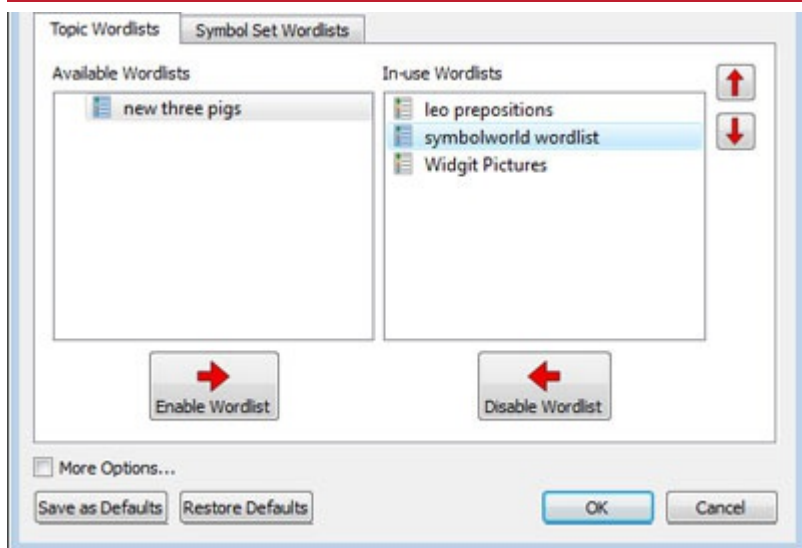 Topic Wordlists
Symbol Set Wordlists
Available Wordlists
In-use Wordlists
new three pigs
leo prepositions
symbolworld wordlist
Widgit Pictures
Enable Wordlist
Disable Wordlist
More Options...
Save as Defaults
Restore Defaults
OK
Cancel